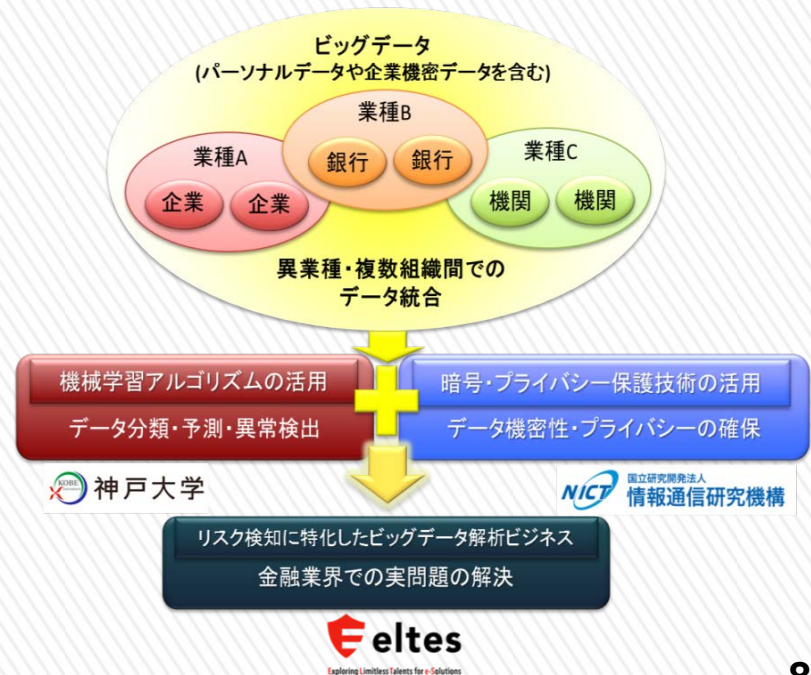 ビッグデータ
(パーソナルデータや企業機密データを含む)
業種B
業種A
業種C
銀行 銀行
企業 企業
機関 機関
異業種・複数組織間での
データ統合
機械学習アルゴリズムの活用
データ分類・予測・異常検出
暗号・プライバシー保護技術の活用
データ機密性・プライバシーの確保
KOBE
神戸大学
NICT
国立研究開発法人
情報通信研究機構
リスク検知に特化したビッグデータ解析ビジネス
金融業界での実問題の解決
eltes
Exploring Limitless Talents for e-Solutions